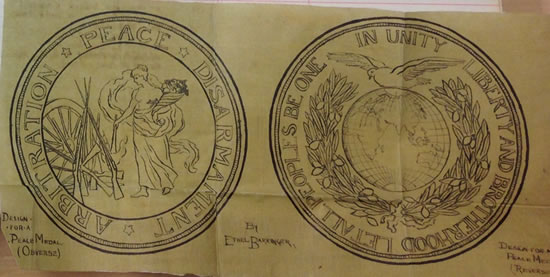 ARBITRATION ★ PEACE ★ DISARMAMENT ★
DESIGN-
-FOR-A-
PEACE MEDAL
(OBVERSE)
BY
ETHEL BARRINGER
LET ALL PEOPLES BE ONE IN UNITY LIBERTY AND BROTHERHOOD
DESIGN-FOR-
PEACE
(REVERSE